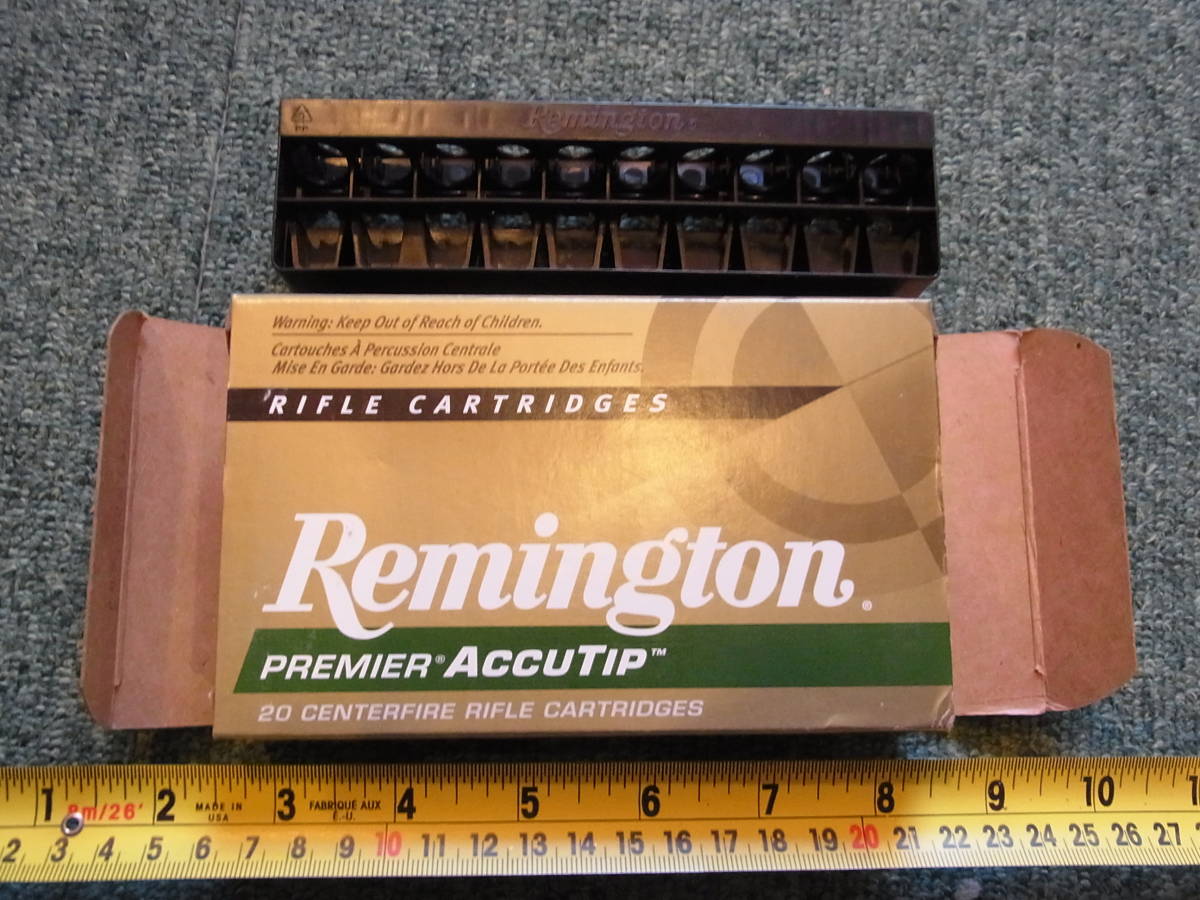 Remington
Warning: Keep Out of Reach of Children.
Cartouches À Percussion Centrale
Mise En Garde: Gardez Hors De La Portée Des Enfants.
RIFLE CARTRIDGES
Remington®
PREMIER® ACCUTIP™
20 CENTERFIRE RIFLE CARTRIDGES
1 2 3 4 5 6 7 8 9 10 1
8m/26' MADE IN FABRIQUÉ AUX
USA É.-U.
2 3 4 5 6 7 8 9 10 11 12 13 14 15 16 17 18 19 20 21 22 23 24 25 26 27